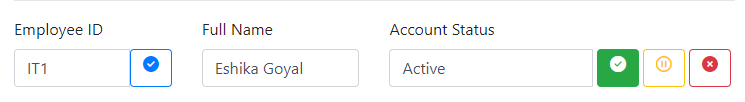 Employee ID Full Name Account Status
IT1 Eshika Goyal Active